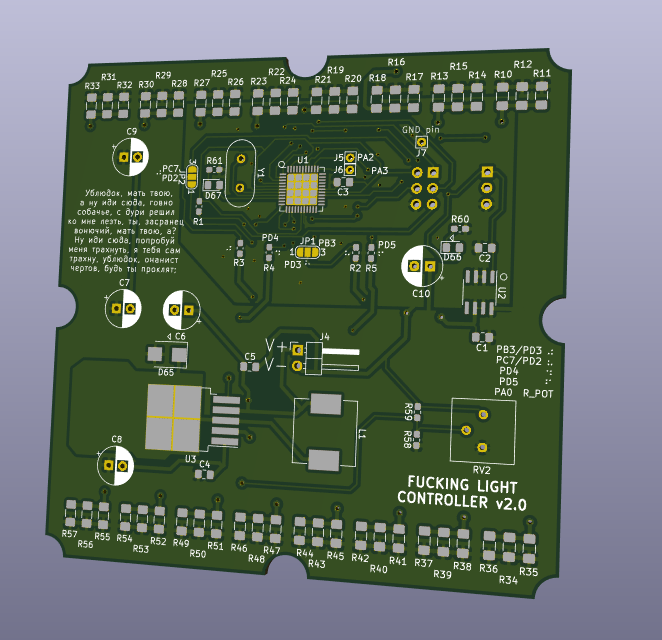 R16
R19
R22
R29
R31
R12
R15
R33
R32
R30
R28
R27
R25
R26
R23
R24
R21
R20
R18
R17
R13
R14
R10
R11
C9
GND_pin
J7
U1
R61
PC7
PD2
JP2
3
1
D67
R1
Y1
J5
PA2
J6
PA3
C3
Ублюдок, мать твою,
а ну иди сюда, говно
собачье, с дури решил
ко мне лезть, ты, засранец
вонючий, мать твою, а?
Ну иди сюда, попробуй
меня трахнуть, я тебя сам
трахну, ублюдок, онанист
чертов, будь ты проклят;
R60
D66
C2
PD4
JP1
PB3
1
3
PD5
R3
R4
PD3
R2
R5
C10
U2
C7
C6
D65
V+
V-
J4
C5
C1
PB3/PD3
PC7/PD2
PD4
PD5
PA0 R_POT
R59
R58
L1
RV2
U3
C8
C4
FUCKING LIGHT
CONTROLLER v2.0
R57
R56
R55
R54
R53
R52
R49
R50
R51
R46
R48
R47
R44
R43
R45
R42
R40
R41
R37
R39
R38
R36
R34
R35